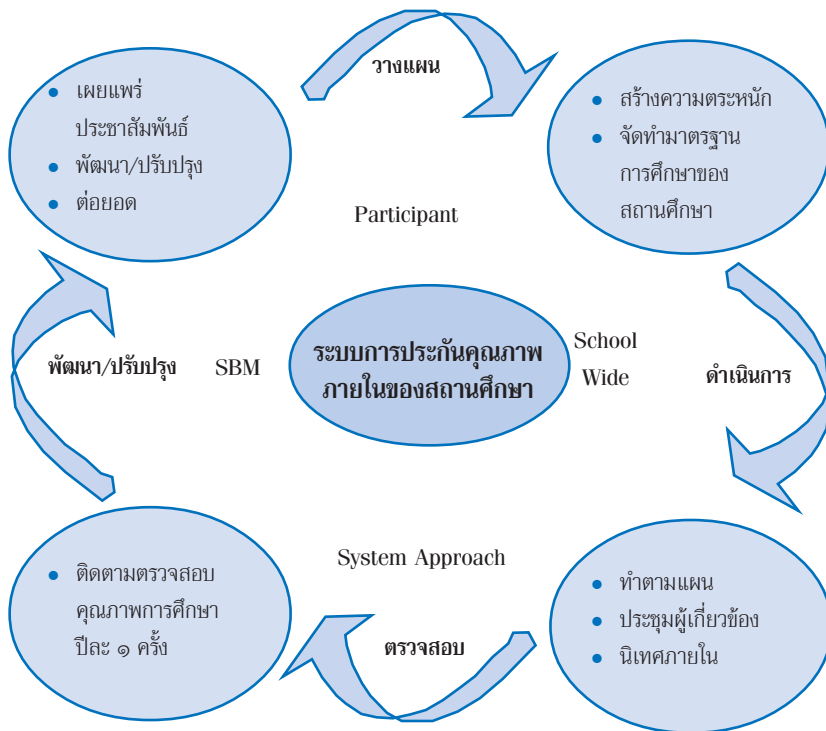 วางแผน
• เผยแพร่
ประชาสัมพันธ์
• พัฒนา/ปรับปรุง
• ต่อยอด
• สร้างความตระหนัก
• จัดทำมาตรฐาน
การศึกษาของ
สถานศึกษา
Participant
พัฒนา/ปรับปรุง
SBM
ระบบการประกันคุณภาพ
ภายในของสถานศึกษา
School
Wide
ดำเนินการ
System Approach
• ติดตามตรวจสอบ
คุณภาพการศึกษา
ปีละ ๑ ครั้ง
ตรวจสอบ
• ทำตามแผน
• ประชุมผู้เกี่ยวข้อง
• นิเทศภายใน